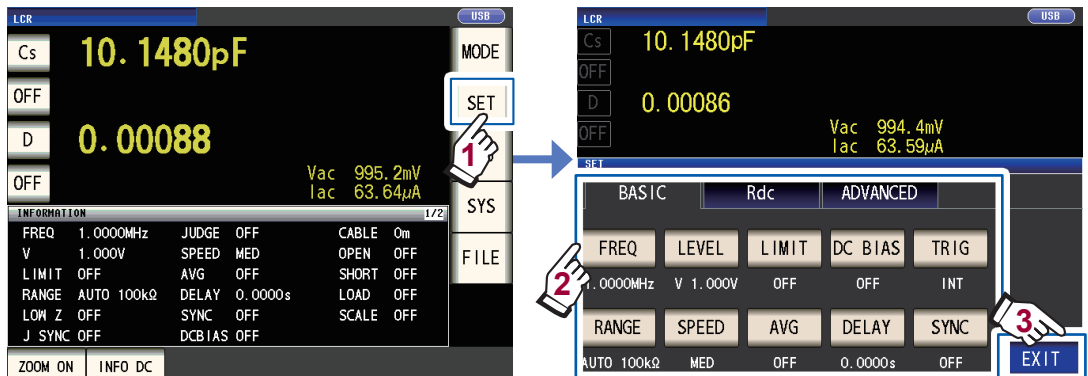 LCR
USB
Cs 10.1480pF
MODE
OFF
SET
D 0.00088
1
OFF
Vac 995.2mV
Iac 63.64µA
SYS
INFORMATION 1/2
FREQ 1.0000MHz JUDGE OFF CABLE 0m
V 1.000V SPEED MED OPEN OFF
LIMIT OFF AVG OFF SHORT OFF
RANGE AUTO 100kΩ DELAY 0.0000s LOAD OFF
LOW Z OFF SYNC OFF SCALE OFF
J SYNC OFF DCBIAS OFF
FILE
ZOOM ON INFO DC
LCR
USB
Cs 10.1480pF
OFF
D 0.00086
OFF
Vac 994.4mV
Iac 63.59µA
SET
BASIC Rdc ADVANCED
FREQ LEVEL LIMIT DC BIAS TRIG
2
.0000MHz V 1.000V OFF OFF INT
RANGE SPEED AVG DELAY SYNC
3
AUTO 100kΩ MED OFF 0.0000s OFF
EXIT